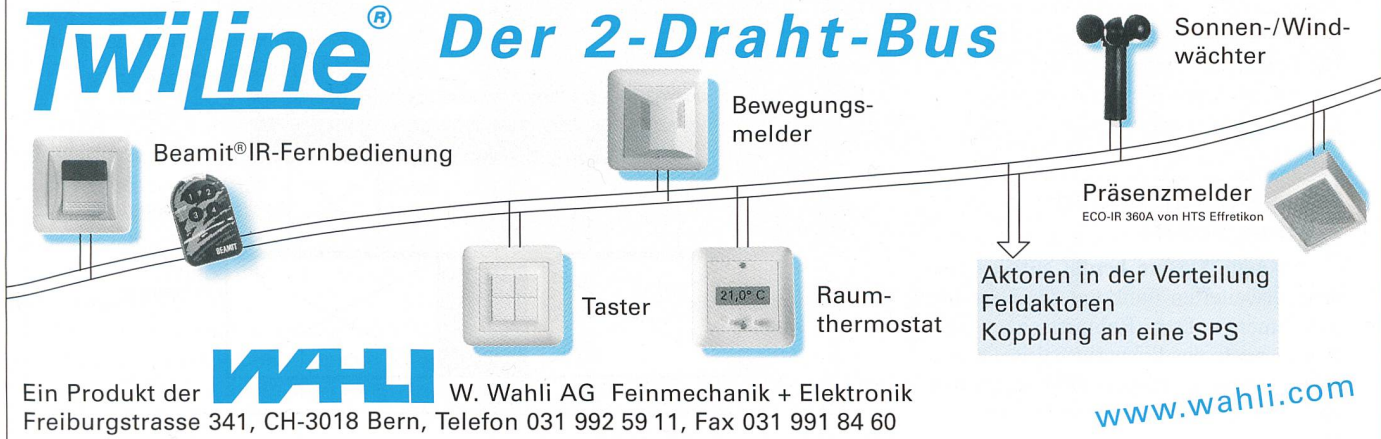 TwiLine®
Der 2-Draht-Bus
Sonnen-/Wind-
wächter
Bewegungs-
melder
Beamit® IR-Fernbedienung
1 P 2
BEAMIT
Präsenzmelder
ECO-IR 360A von HTS Effretikon
Taster
21,0° C
Raum-
thermostat
Aktoren in der Verteilung
Feldaktoren
Kopplung an eine SPS
Ein Produkt der WAHLI W. Wahli AG Feinmechanik + Elektronik
Freiburgstrasse 341, CH-3018 Bern, Telefon 031 992 59 11, Fax 031 991 84 60
www.wahli.com